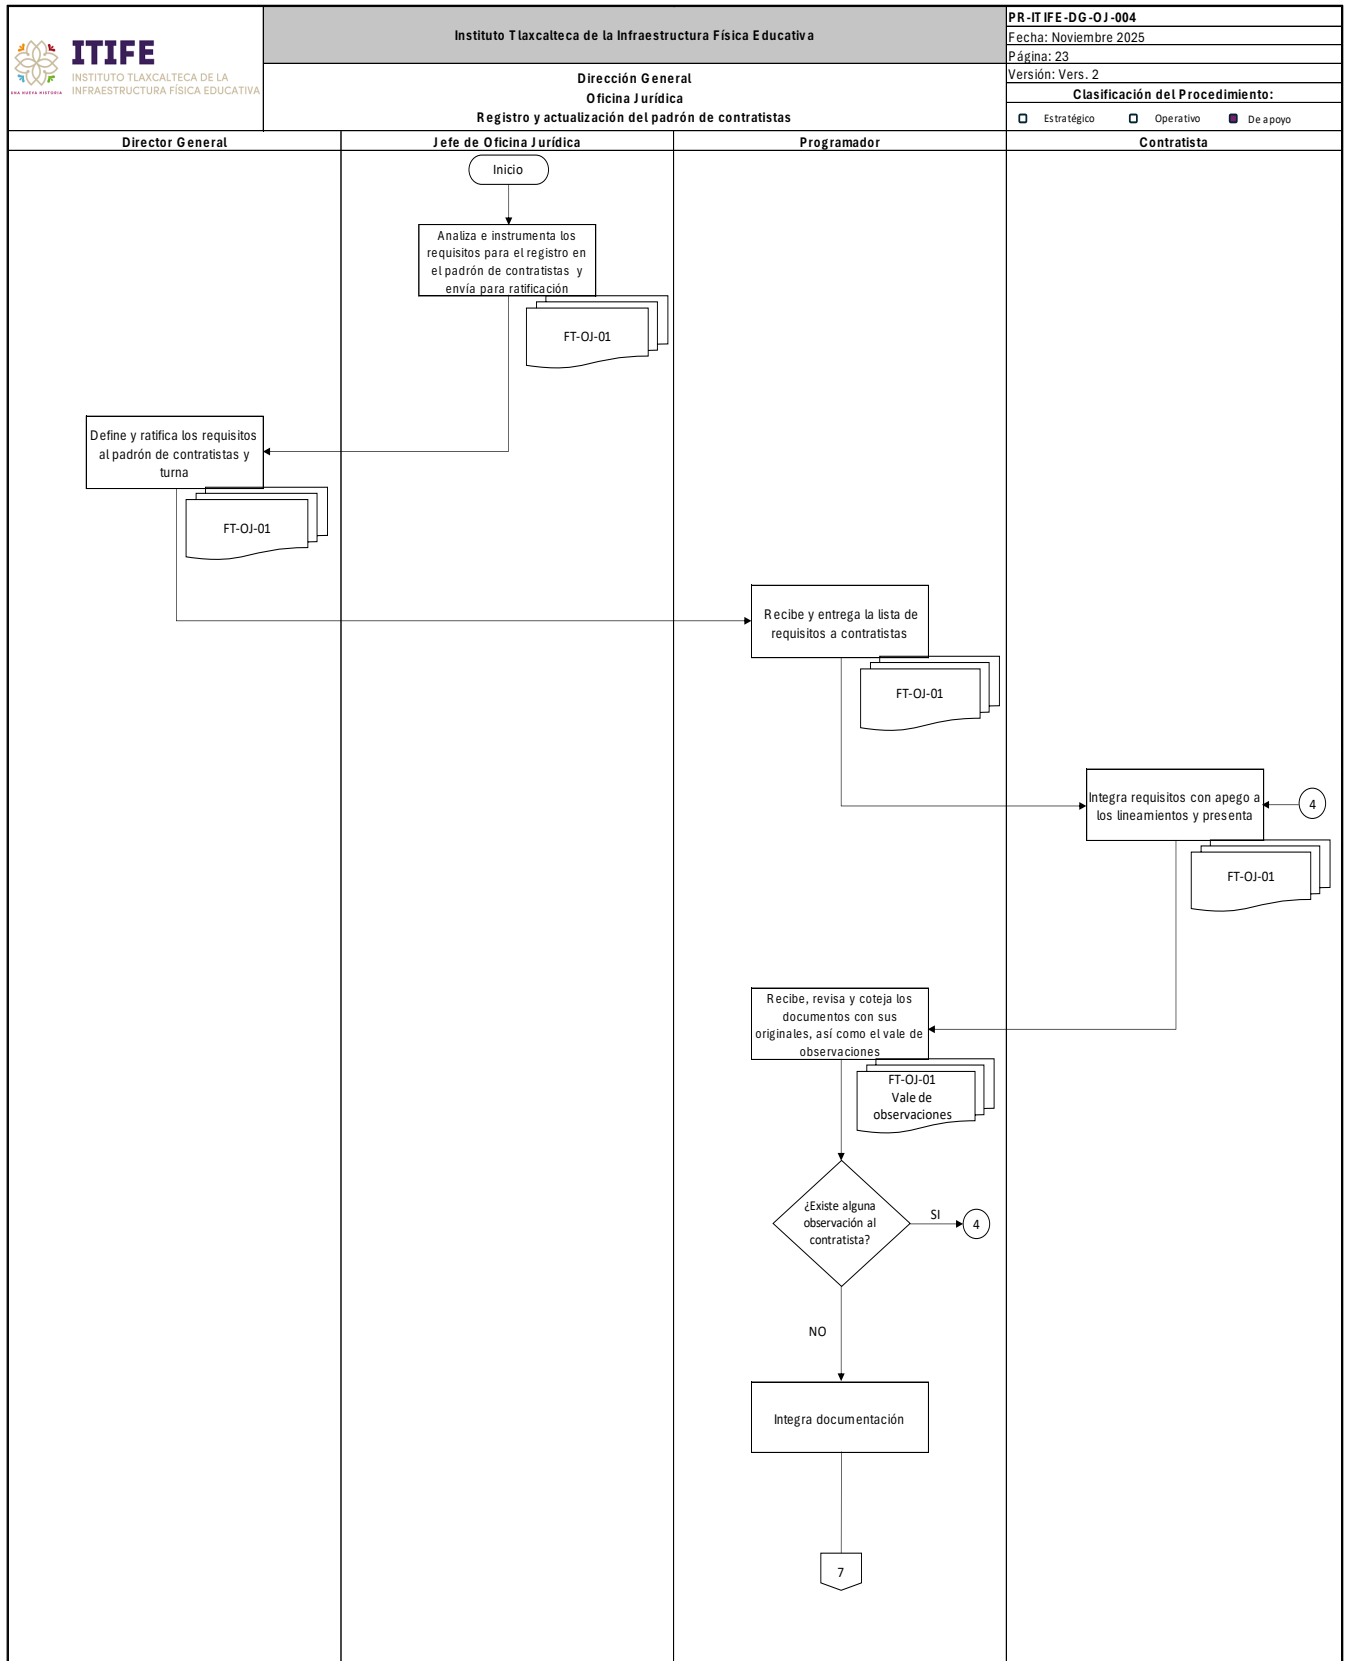 ITIFE
INSTITUTO TLAXCALTECA DE LA
INFRAESTRUCTURA FÍSICA EDUCATIVA
UNA NUEVA HISTORIA
Instituto Tlaxcalteca de la Infraestructura Física Educativa
Dirección General
Oficina Jurídica
Registro y actualización del padrón de contratistas
PR-ITIFE-DG-OJ-004
Fecha: Noviembre 2025
Página: 23
Versión: Vers. 2
Clasificación del Procedimiento:
Estratégico Operativo De apoyo
Director General Jefe de Oficina Jurídica Programador Contratista
Inicio
Analiza e instrumenta los
requisitos para el registro en
el padrón de contratistas y
envía para ratificación
FT-OJ-01
Define y ratifica los requisitos
al padrón de contratistas y
turna
FT-OJ-01
Recibe y entrega la lista de
requisitos a contratistas
FT-OJ-01
Integra requisitos con apego a
los lineamientos y presenta
4
FT-OJ-01
Recibe, revisa y coteja los
documentos con sus
originales, así como el vale de
observaciones
FT-OJ-01
Vale de
observaciones
¿Existe alguna
observación al
contratista?
SI
4
NO
Integra documentación
7